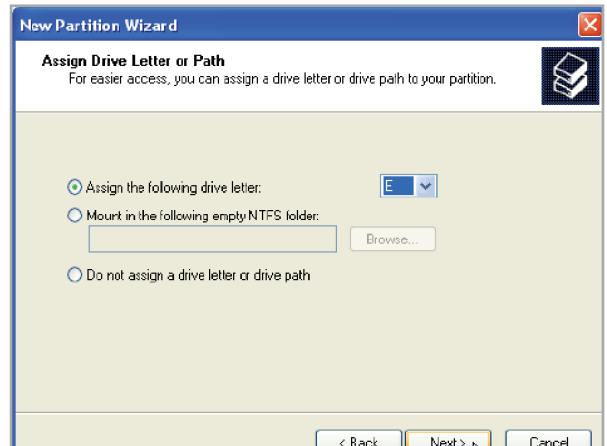 New Partition Wizard
Assign Drive Letter or Path
For easier access, you can assign a drive letter or drive path to your partition.
Assign the following drive letter: E
Mount in the following empty NTFS folder:
Browse...
Do not assign a drive letter or drive path
< Back Next > Cancel